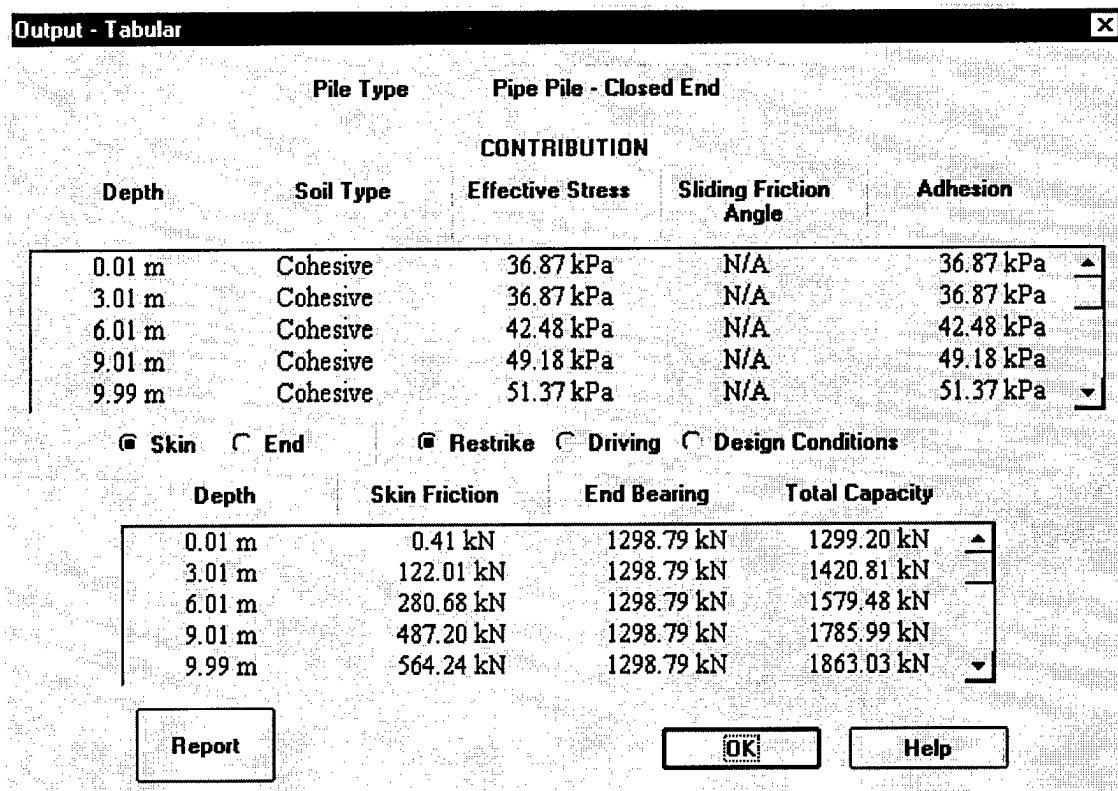 Output - Tabular
Pile Type Pipe Pile - Closed End
CONTRIBUTION
Depth Soil Type Effective Stress Sliding Friction Angle Adhesion
0.01 m Cohesive 36.87 kPa N/A 36.87 kPa
3.01 m Cohesive 36.87 kPa N/A 36.87 kPa
6.01 m Cohesive 42.48 kPa N/A 42.48 kPa
9.01 m Cohesive 49.18 kPa N/A 49.18 kPa
9.99 m Cohesive 51.37 kPa N/A 51.37 kPa
Skin End Restrike Driving Design Conditions
Depth Skin Friction End Bearing Total Capacity
0.01 m 0.41 kN 1298.79 kN 1299.20 kN
3.01 m 122.01 kN 1298.79 kN 1420.81 kN
6.01 m 280.68 kN 1298.79 kN 1579.48 kN
9.01 m 487.20 kN 1298.79 kN 1785.99 kN
9.99 m 564.24 kN 1298.79 kN 1863.03 kN
Report OK Help